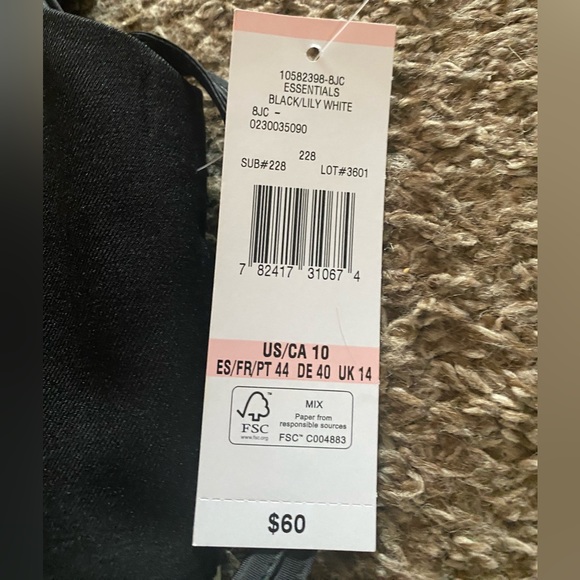 10582398-8JC
ESSENTIALS
BLACK/LILY WHITE
8JC -
0230035090
228
SUB#228 LOT#3601
7 82417 31067 4
US/CA 10
ES/FR/PT 44 DE 40 UK 14
FSC
www.fsc.org
MIX
Paper from
responsible sources
FSC™ C004883
$60